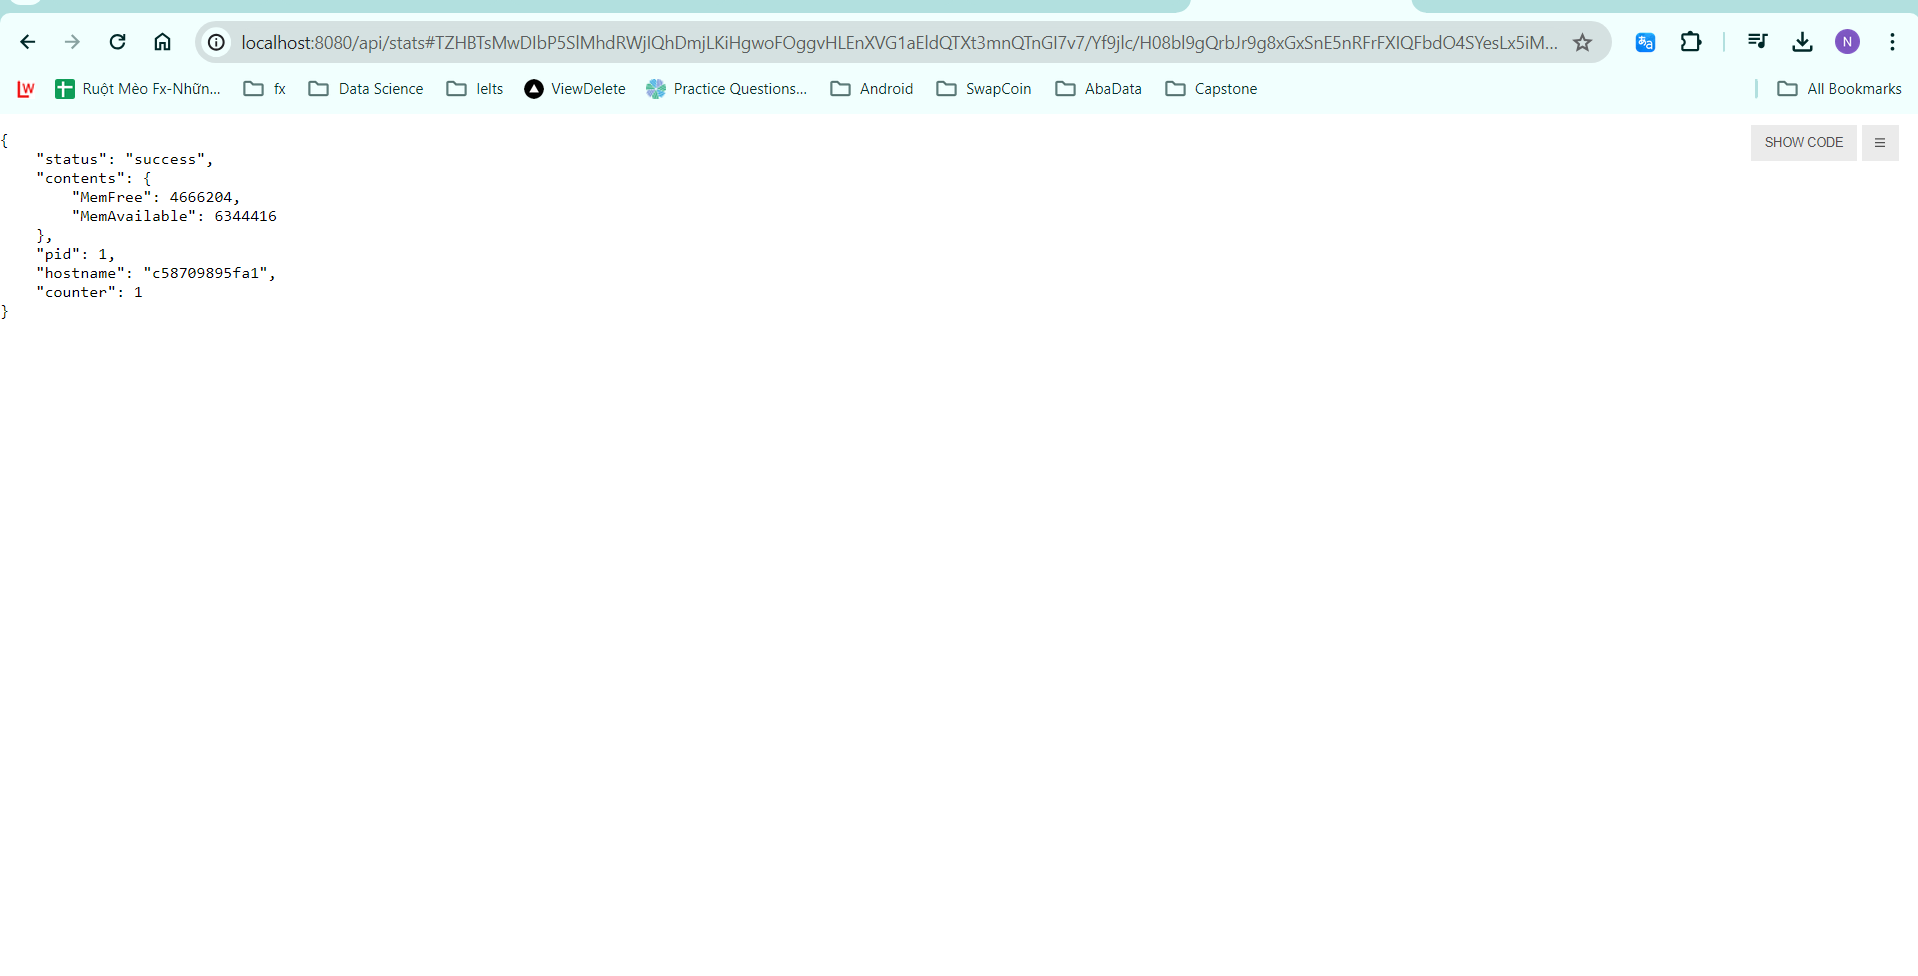 localhost:8080/api/stats#TZHBTsMwDIbP5SlMhdRWjIQhDmjLKiHgwoFOggvHLEnXVG1aEldQTXt3mnQTnGI7v7/Yf9jlc/H08bl9gQrbJr9g8xGxSnE5nRFrFXIQFbdO4SYesLx5iM...
N
LW
Ruột Mèo Fx-Nhữn...
fx
Data Science
Ielts
ViewDelete
Practice Questions...
Android
SwapCoin
AbaData
Capstone
All Bookmarks
SHOW CODE
{
"status": "success",
"contents": {
"MemFree": 4666204,
"MemAvailable": 6344416
},
"pid": 1,
"hostname": "c58709895fa1",
"counter": 1
}